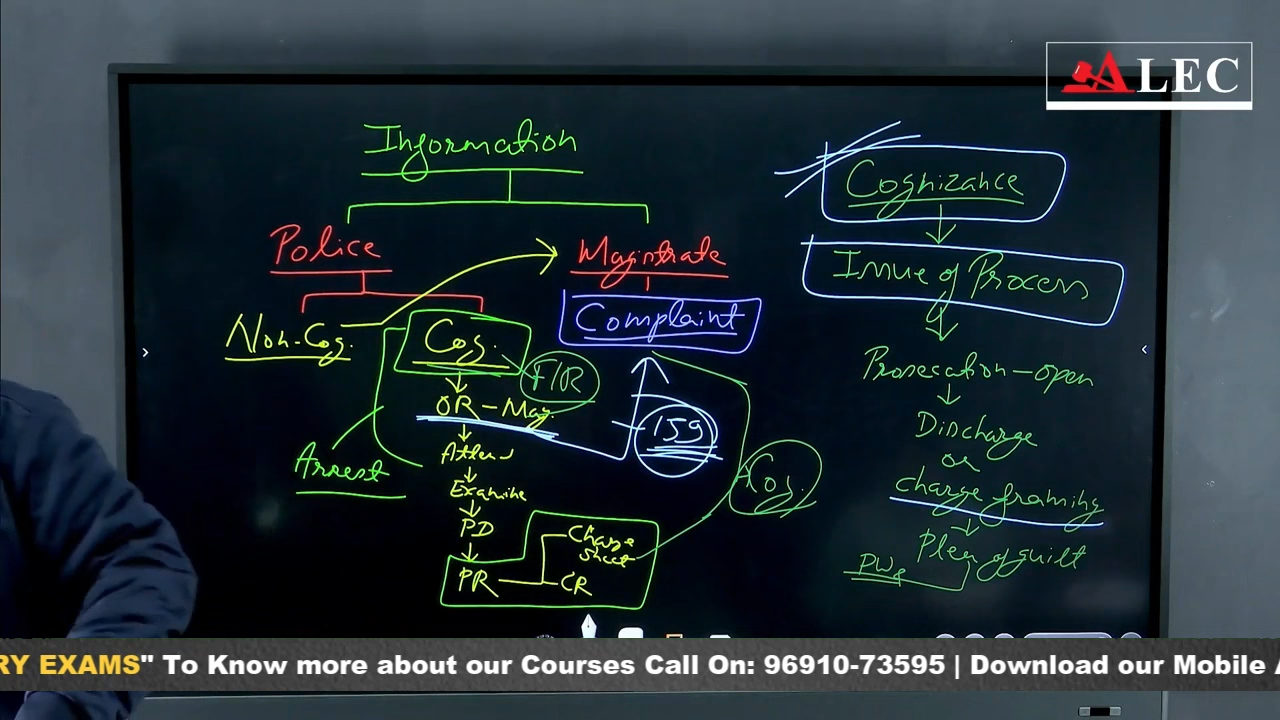 ALEC
Information
Police
Magistrate
Non-Cog.
Cog.
Complaint
FIR
OR - Mag.
159
Arrest
Atten
Examine
Cog.
PD
Charge
Sheet
PR
CR
Cognizance
Issue of Process
Prosecution - open
Discharge
or
charge framing
Plea of guilt
PWs
RY EXAMS" To Know more about our Courses Call On: 96910-73595 | Download our Mobile A